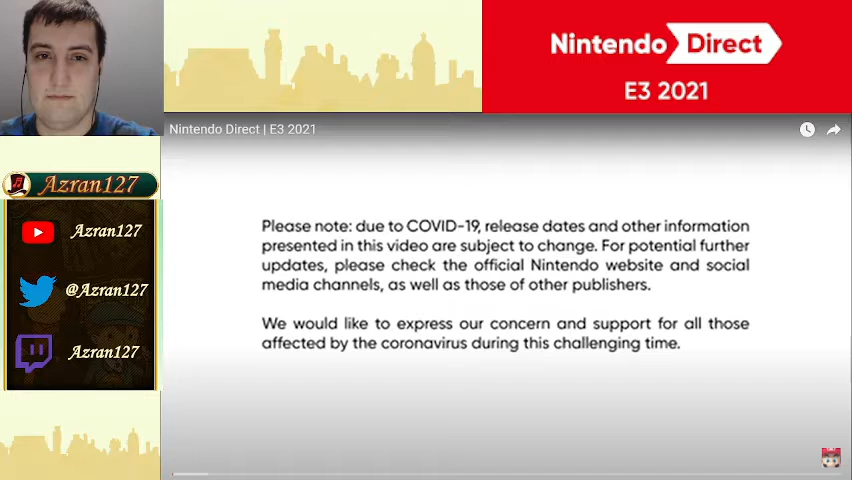 Nintendo Direct
E3 2021
Nintendo Direct | E3 2021
Azran127
Azran127
@Azran127
Azran127
Please note: due to COVID-19, release dates and other information
presented in this video are subject to change. For potential further
updates, please check the official Nintendo website and social
media channels, as well as those of other publishers.
We would like to express our concern and support for all those
affected by the coronavirus during this challenging time.